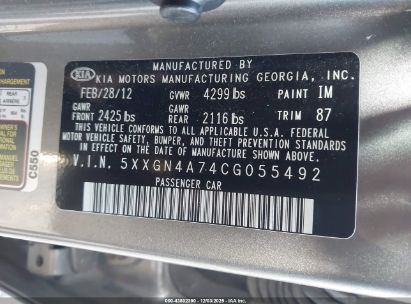 MANUFACTURED BY
KIA KIA MOTORS MANUFACTURING GEORGIA, INC.
FEB/28/12 GVWR 4299 lbs PAINT IM
GAWR GAWR
FRONT 2425 lbs REAR 2116 lbs TRIM 87
THIS VEHICLE CONFORMS TO ALL APPLICABLE U.S.A. FEDERAL
MOTOR VEHICLE SAFETY, BUMPER, AND THEFT PREVENTION STANDARDS
IN EFFECT ON THE DATE OF MANUFACTURE SHOWN ABOVE.
V.I.N. 5XXGN4A74CG055492
PASSENGER CAR
C550